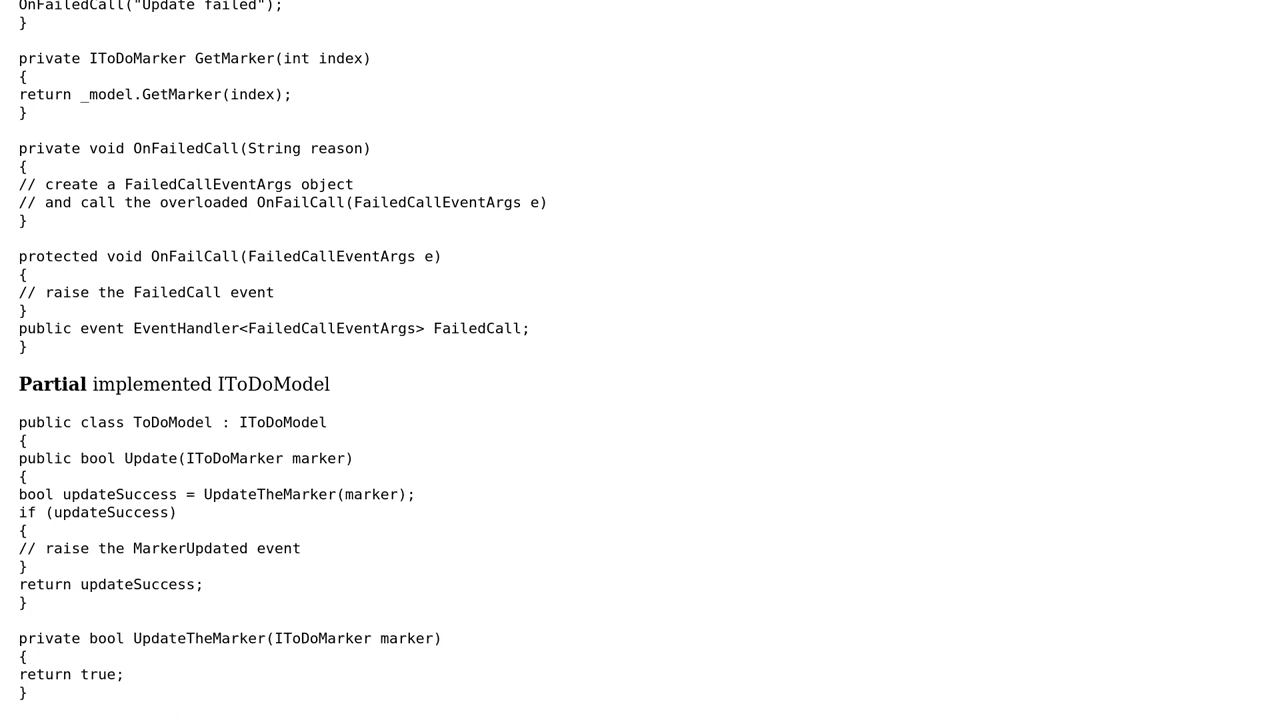 OnFailedCall("Update failed");
}
private IToDoMarker GetMarker(int index)
{
return _model.GetMarker(index);
}
private void OnFailedCall(String reason)
{
// create a FailedCallEventArgs object
// and call the overloaded OnFailCall(FailedCallEventArgs e)
}
protected void OnFailCall(FailedCallEventArgs e)
{
// raise the FailedCall event
}
public event EventHandler<FailedCallEventArgs> FailedCall;
}
Partial implemented IToDoModel
public class ToDoModel : IToDoModel
{
public bool Update(IToDoMarker marker)
{
bool updateSuccess = UpdateTheMarker(marker);
if (updateSuccess)
{
// raise the MarkerUpdated event
}
return updateSuccess;
}
private bool UpdateTheMarker(IToDoMarker marker)
{
return true;
}